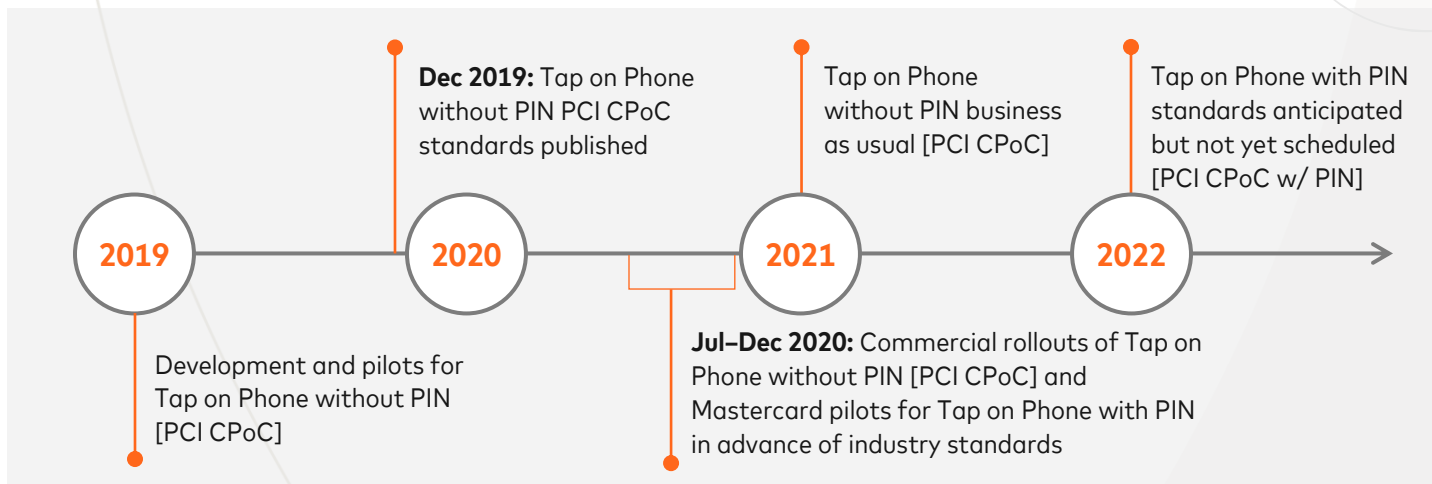 Dec 2019: Tap on Phone
without PIN PCI CPoC
standards published
Tap on Phone
without PIN business
as usual [PCI CPoC]
Tap on Phone with PIN
standards anticipated
but not yet scheduled
[PCI CPoC w/ PIN]
2019
2020
2021
2022
Development and pilots for
Tap on Phone without PIN
[PCI CPoC]
Jul–Dec 2020: Commercial rollouts of Tap on
Phone without PIN [PCI CPoC] and
Mastercard pilots for Tap on Phone with PIN
in advance of industry standards